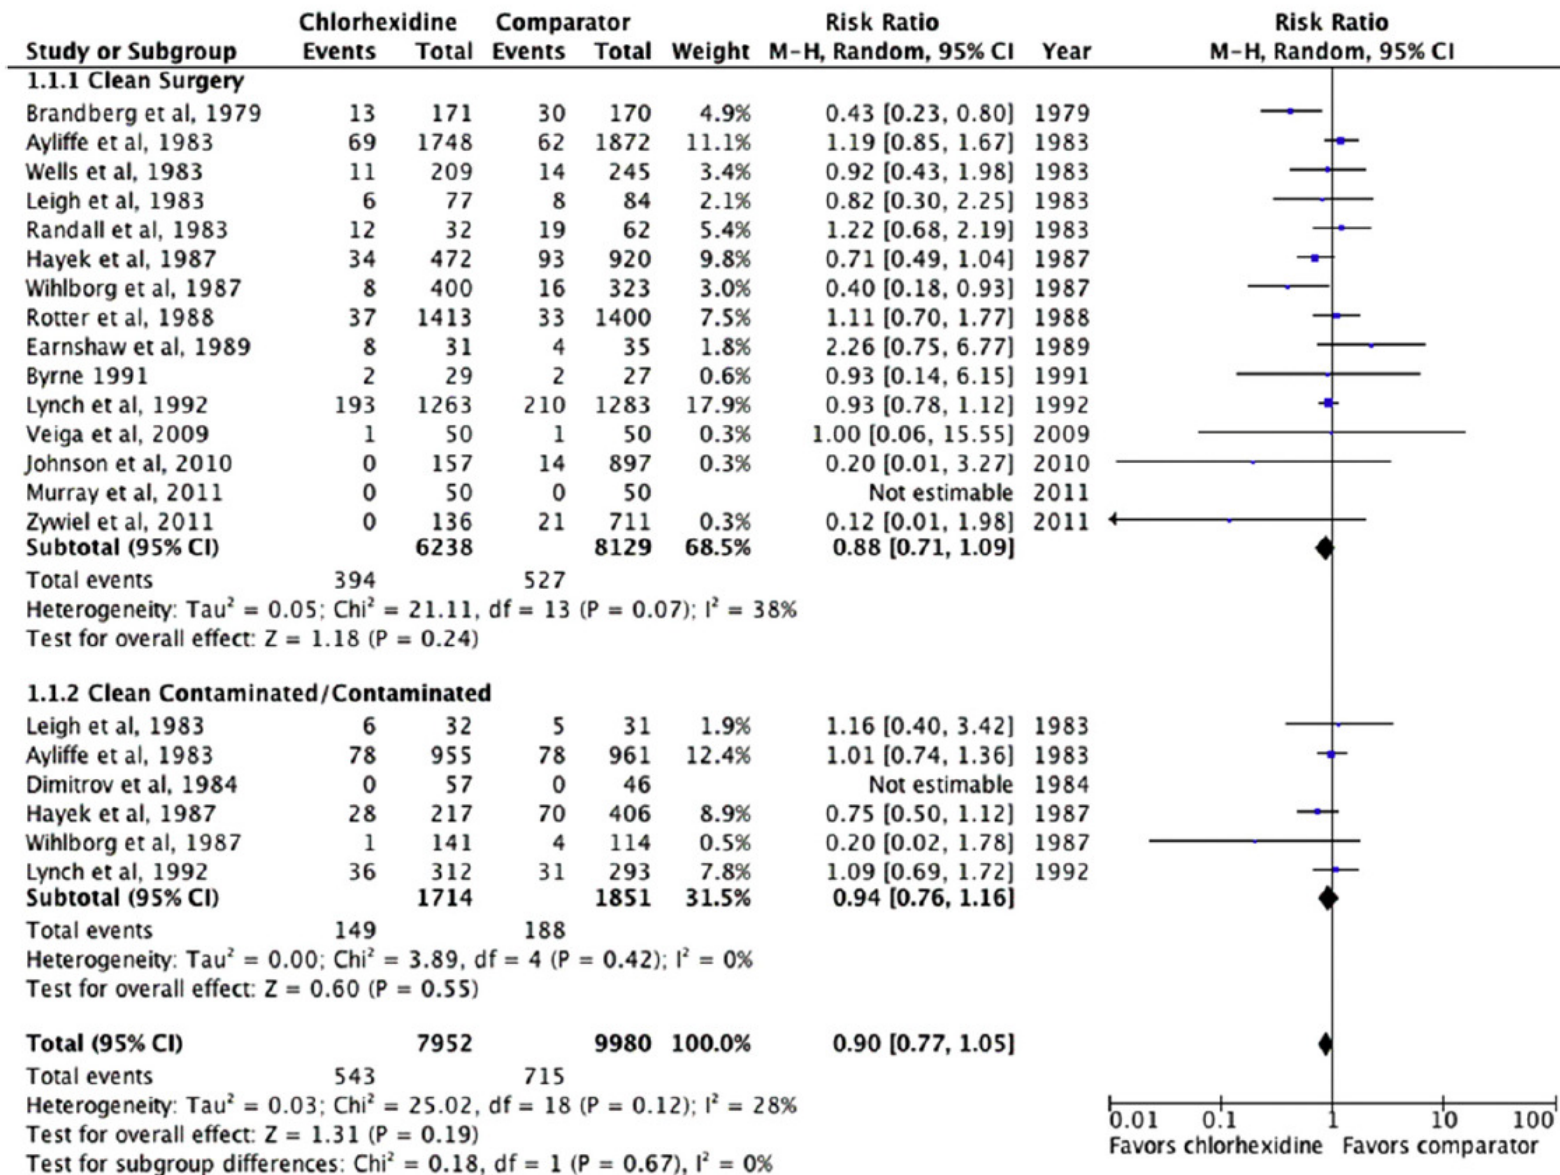 Chlorhexidine Comparator Risk Ratio Risk Ratio
Study or Subgroup Events Total Events Total Weight M-H, Random, 95% CI Year M-H, Random, 95% CI
1.1.1 Clean Surgery
Brandberg et al, 1979 13 171 30 170 4.9% 0.43 [0.23, 0.80] 1979
Ayliffe et al, 1983 69 1748 62 1872 11.1% 1.19 [0.85, 1.67] 1983
Wells et al, 1983 11 209 14 245 3.4% 0.92 [0.43, 1.98] 1983
Leigh et al, 1983 6 77 8 84 2.1% 0.82 [0.30, 2.25] 1983
Randall et al, 1983 12 32 19 62 5.4% 1.22 [0.68, 2.19] 1983
Hayek et al, 1987 34 472 93 920 9.8% 0.71 [0.49, 1.04] 1987
Wihlborg et al, 1987 8 400 16 323 3.0% 0.40 [0.18, 0.93] 1987
Rotter et al, 1988 37 1413 33 1400 7.5% 1.11 [0.70, 1.77] 1988
Earnshaw et al, 1989 8 31 4 35 1.8% 2.26 [0.75, 6.77] 1989
Byrne 1991 2 29 2 27 0.6% 0.93 [0.14, 6.15] 1991
Lynch et al, 1992 193 1263 210 1283 17.9% 0.93 [0.78, 1.12] 1992
Veiga et al, 2009 1 50 1 50 0.3% 1.00 [0.06, 15.55] 2009
Johnson et al, 2010 0 157 14 897 0.3% 0.20 [0.01, 3.27] 2010
Murray et al, 2011 0 50 0 50 Not estimable 2011
Zywiel et al, 2011 0 136 21 711 0.3% 0.12 [0.01, 1.98] 2011
Subtotal (95% CI) 6238 8129 68.5% 0.88 [0.71, 1.09]
Total events 394 527
Heterogeneity: Tau² = 0.05; Chi² = 21.11, df = 13 (P = 0.07); I² = 38%
Test for overall effect: Z = 1.18 (P = 0.24)
1.1.2 Clean Contaminated/Contaminated
Leigh et al, 1983 6 32 5 31 1.9% 1.16 [0.40, 3.42] 1983
Ayliffe et al, 1983 78 955 78 961 12.4% 1.01 [0.74, 1.36] 1983
Dimitrov et al, 1984 0 57 0 46 Not estimable 1984
Hayek et al, 1987 28 217 70 406 8.9% 0.75 [0.50, 1.12] 1987
Wihlborg et al, 1987 1 141 4 114 0.5% 0.20 [0.02, 1.78] 1987
Lynch et al, 1992 36 312 31 293 7.8% 1.09 [0.69, 1.72] 1992
Subtotal (95% CI) 1714 1851 31.5% 0.94 [0.76, 1.16]
Total events 149 188
Heterogeneity: Tau² = 0.00; Chi² = 3.89, df = 4 (P = 0.42); I² = 0%
Test for overall effect: Z = 0.60 (P = 0.55)
Total (95% CI) 7952 9980 100.0% 0.90 [0.77, 1.05]
Total events 543 715
Heterogeneity: Tau² = 0.03; Chi² = 25.02, df = 18 (P = 0.12); I² = 28%
Test for overall effect: Z = 1.31 (P = 0.19)
Test for subgroup differences: Chi² = 0.18, df = 1 (P = 0.67), I² = 0%
0.01 0.1 1 10 100
Favors chlorhexidine Favors comparator